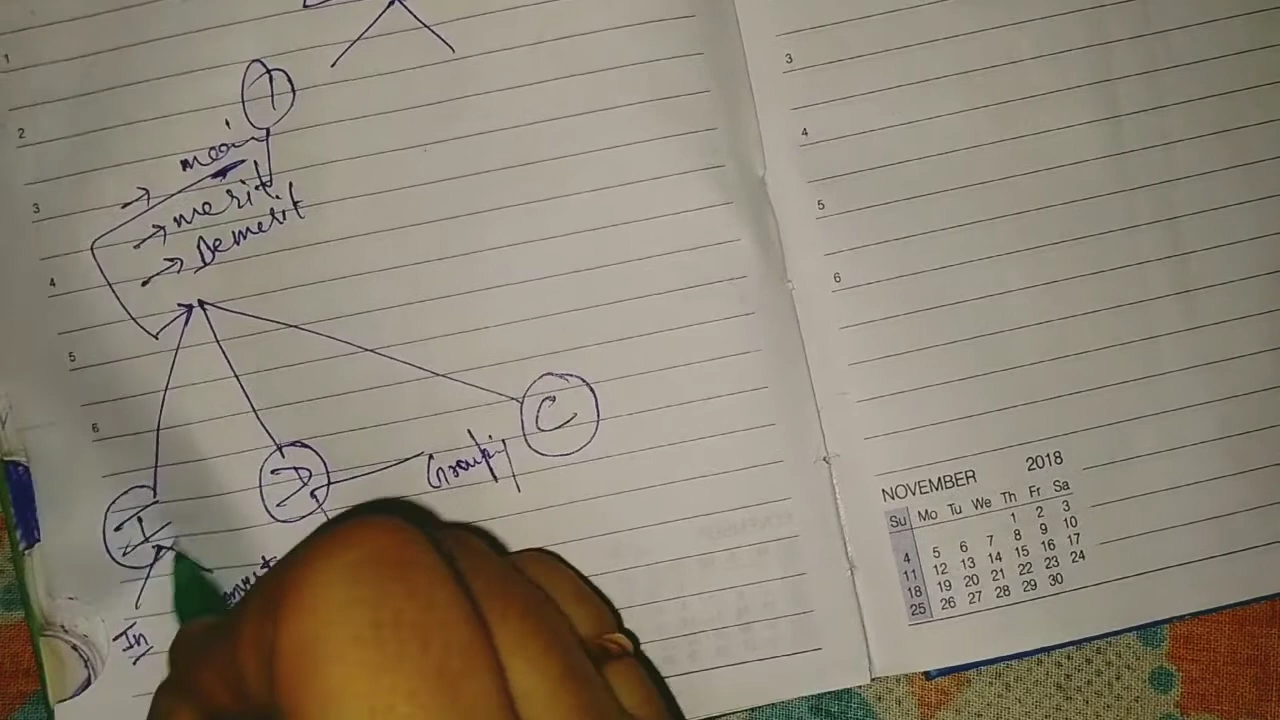 1
2
3
4
5
6
T
→ mean
→ merit
→ Demerit
I
D
C
In
3
4
5
6
NOVEMBER 2018
Su Mo Tu We Th Fr Sa
1 2 3
4 5 6 7 8 9 10
11 12 13 14 15 16 17
18 19 20 21 22 23 24
25 26 27 28 29 30